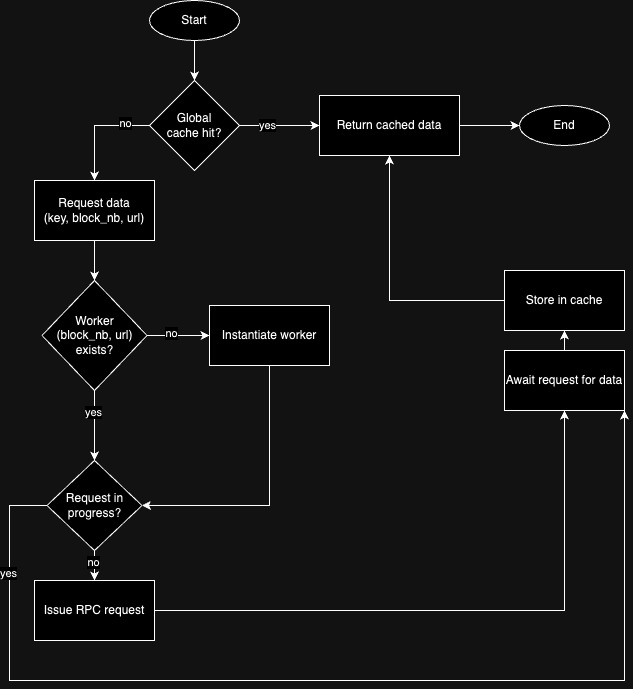 Start
Global
cache hit?
no
yes
Return cached data
End
Request data
(key, block_nb, url)
Worker
(block_nb, url)
exists?
no
Instantiate worker
Store in cache
Await request for data
yes
Request in
progress?
yes
no
Issue RPC request